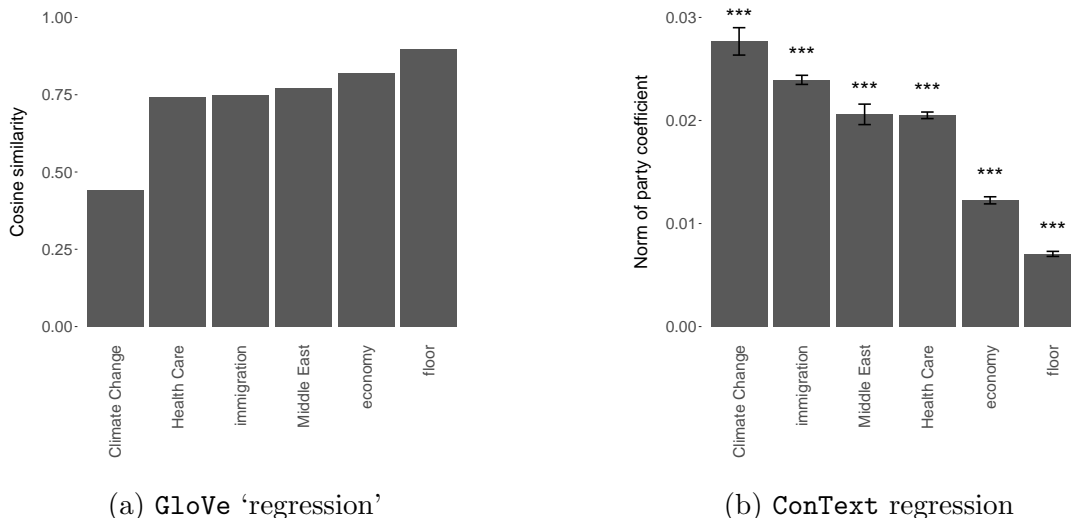 1.00
0.75
0.50
0.25
0.00
Cosine similarity
Climate Change
Health Care
immigration
Middle East
economy
floor
(a) GloVe ‘regression’
0.03
0.02
0.01
0.00
Norm of party coefficient
***
***
***
***
***
***
Climate Change
immigration
Middle East
Health Care
economy
floor
(b) ConText regression